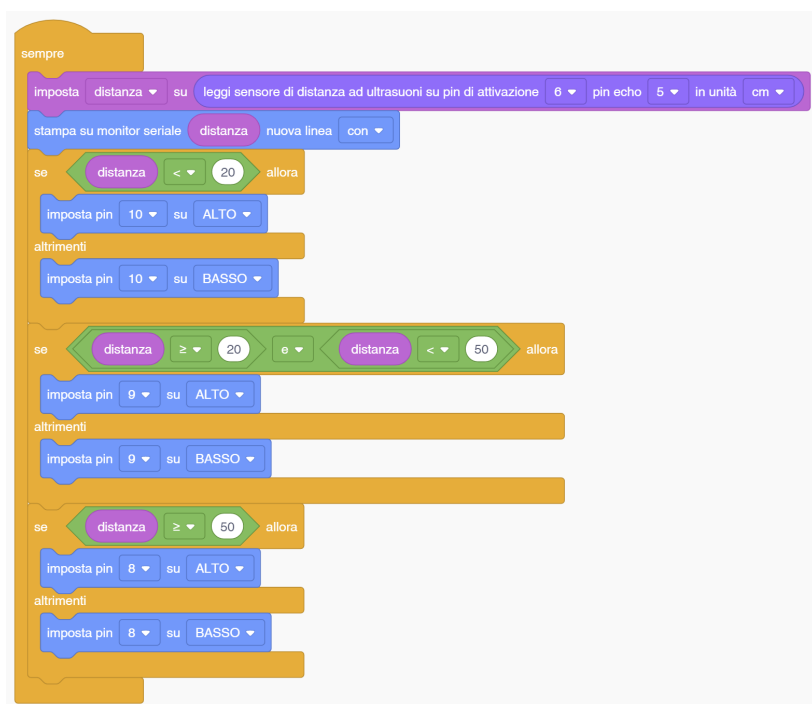 sempre
imposta distanza su leggi sensore di distanza ad ultrasuoni su pin di attivazione 6 pin echo 5 in unità cm
stampa su monitor seriale distanza nuova linea con
se distanza < 20 allora
imposta pin 10 su ALTO
altrimenti
imposta pin 10 su BASSO
se distanza ≥ 20 e distanza < 50 allora
imposta pin 9 su ALTO
altrimenti
imposta pin 9 su BASSO
se distanza ≥ 50 allora
imposta pin 8 su ALTO
altrimenti
imposta pin 8 su BASSO